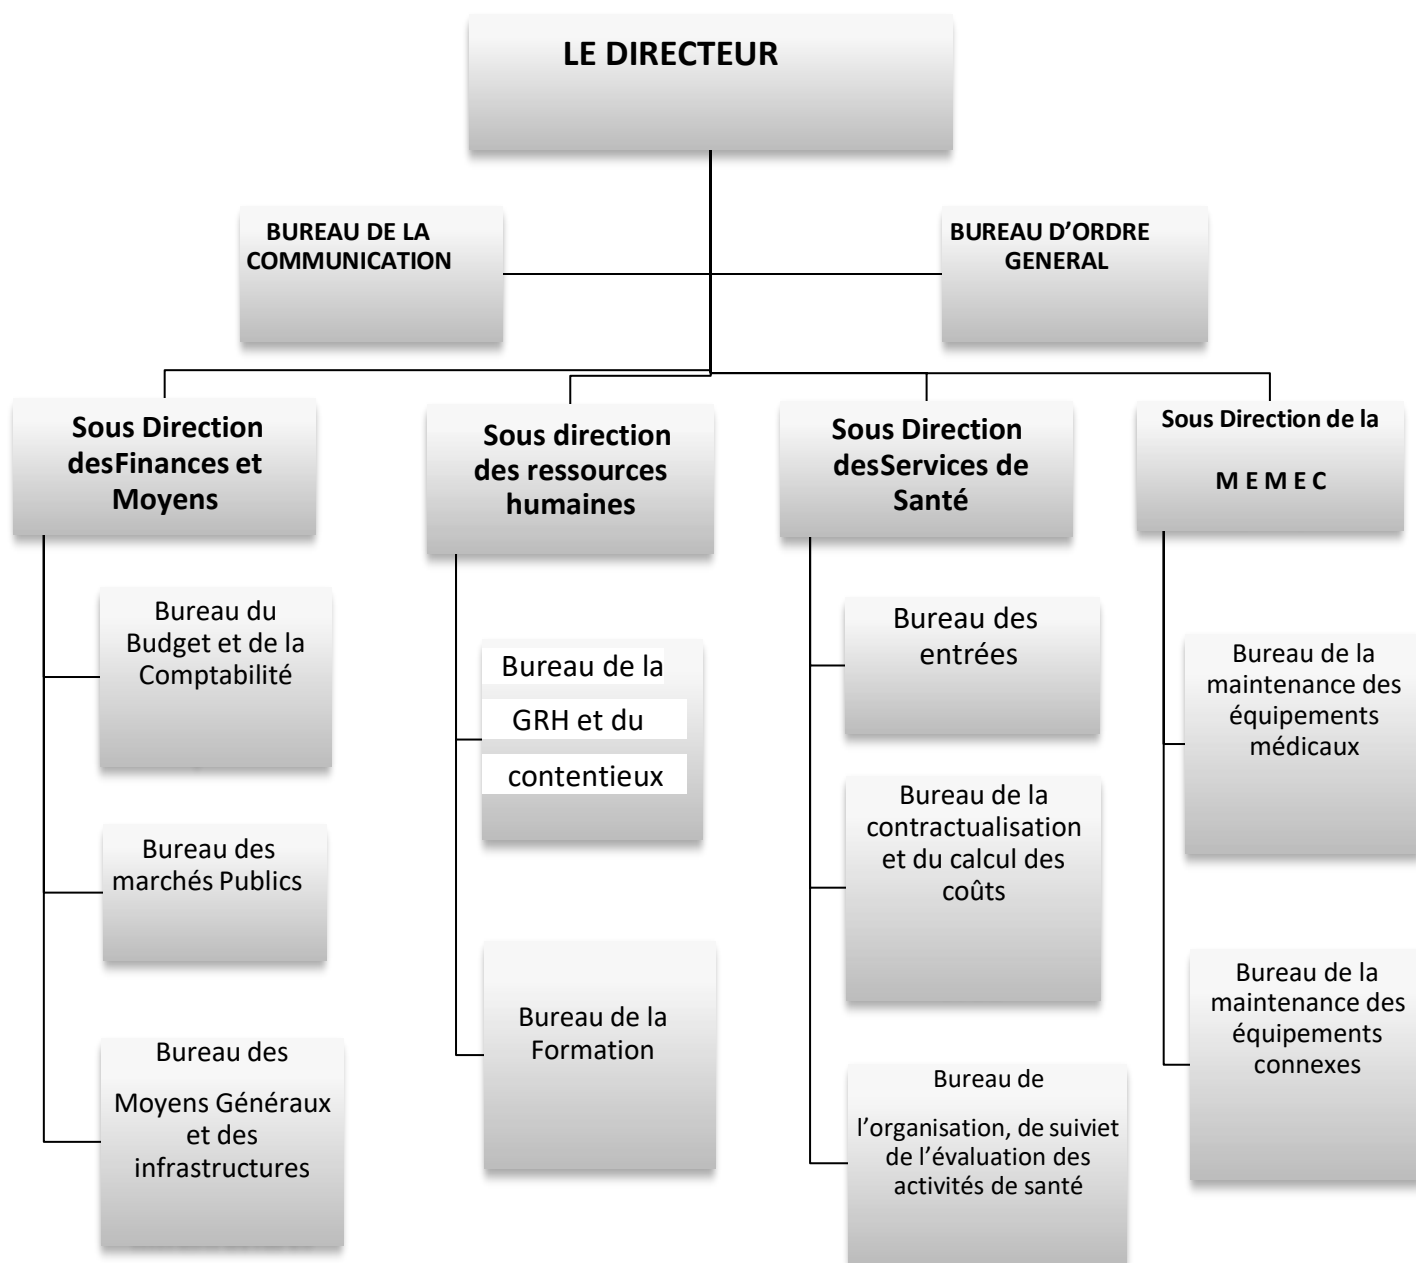 LE DIRECTEUR
BUREAU DE LA
COMMUNICATION
BUREAU D’ORDRE
GENERAL
Sous Direction
desFinances et
Moyens
Sous direction
des ressources
humaines
Sous Direction
desServices de
Santé
Sous Direction de la
M E M E C
Bureau du
Budget et de la
Comptabilité
Bureau des
marchés Publics
Bureau des
Moyens Généraux
et des
infrastructures
Bureau de la
GRH et du
contentieux
Bureau de la
Formation
Bureau des
entrées
Bureau de la
contractualisation
et du calcul des
coûts
Bureau de
l’organisation, de suiviet
de l’évaluation des
activités de santé
Bureau de la
maintenance des
équipements
médicaux
Bureau de la
maintenance des
équipements
connexes